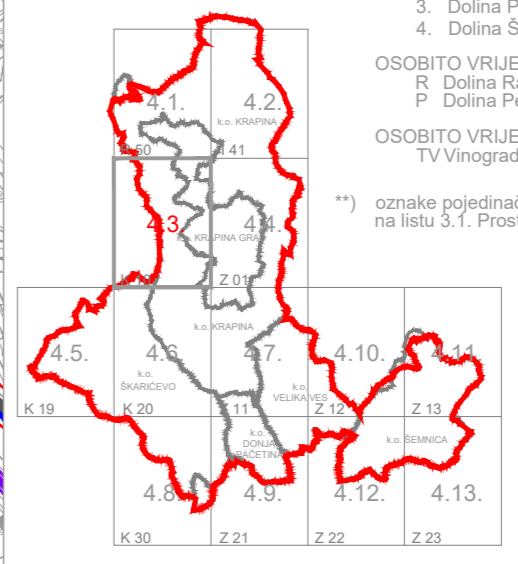 3. Dolina P
4. Dolina Š
OSOBITO VRIJE
R Dolina Ra
P Dolina Pe
OSOBITO VRIJE
TV Vinograd
**) oznake pojedinač
na listu 3.1. Prost
4.1.
4.2.
k.o. KRAPINA
50
41
4.3.
4.4.
k.o. KRAPINA GRAD
Z 01
k.o. KRAPINA
4.5.
4.6.
4.7.
4.10.
4.11.
k.o.
ŠKARIĆEVO
k.o.
VELIKA VES
K 19
K 20
11
Z 12
Z 13
k.o.
DONJA
PAČETINA
k.o. ŠEMNICA
4.8.
4.9.
4.12.
4.13.
K 30
Z 21
Z 22
Z 23